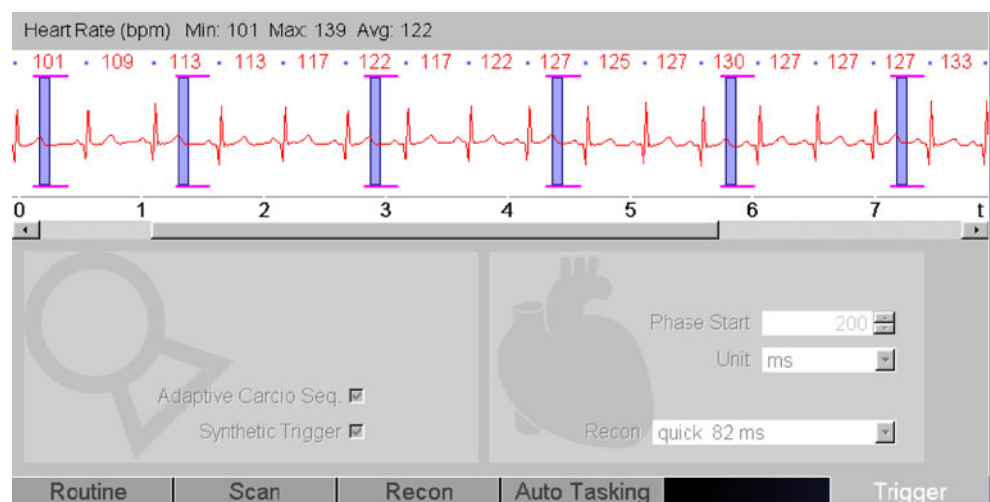 Heart Rate (bpm) Min: 101 Max: 139 Avg: 122
101 · 109 · 113 · 113 · 117 · 122 · 117 · 122 · 127 · 125 · 127 · 130 · 127 · 127 · 127 · 133
0 1 2 3 4 5 6 7 t
Phase Start 200
Unit ms
Adaptive Carcio Seq.
Synthetic Trigger
Recon quick 82 ms
Routine Scan Recon Auto Tasking Trigger